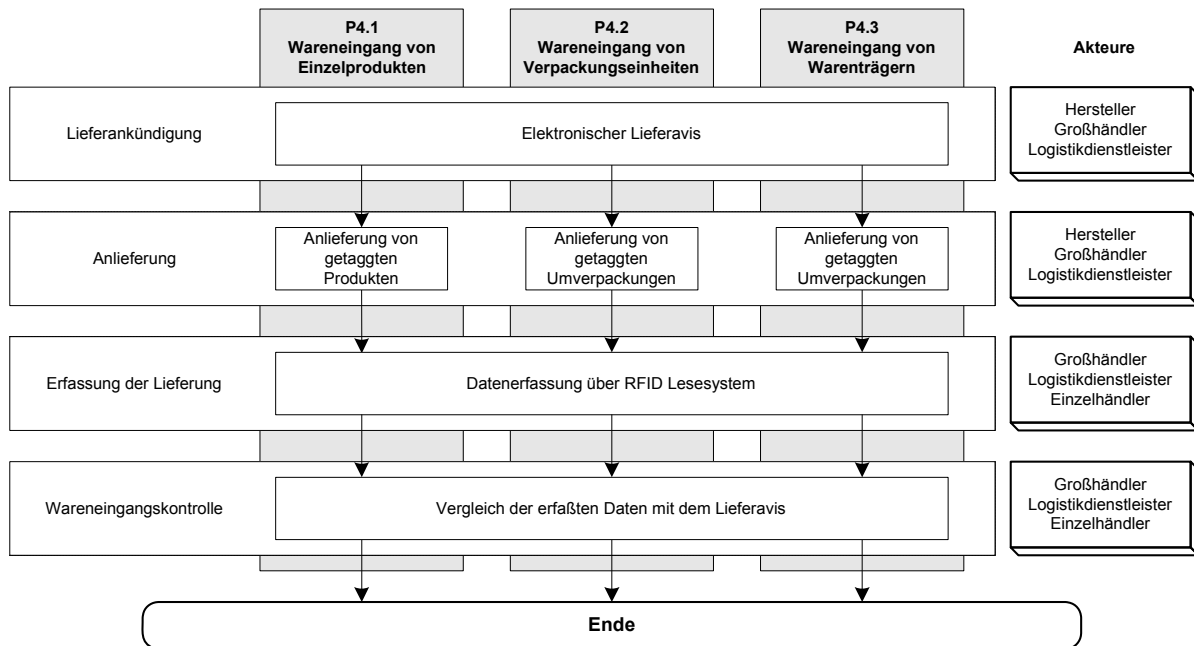 P4.1
Wareneingang von
Einzelprodukten
P4.2
Wareneingang von
Verpackungseinheiten
P4.3
Wareneingang von
Warenträgern
Akteure
Lieferankündigung
Elektronischer Lieferavis
Hersteller
Großhändler
Logistikdienstleister
Anlieferung
Anlieferung von
getaggten
Produkten
Anlieferung von
getaggten
Umverpackungen
Anlieferung von
getaggten
Umverpackungen
Hersteller
Großhändler
Logistikdienstleister
Erfassung der Lieferung
Datenerfassung über RFID Lesesystem
Großhändler
Logistikdienstleister
Einzelhändler
Wareneingangskontrolle
Vergleich der erfaßten Daten mit dem Lieferavis
Großhändler
Logistikdienstleister
Einzelhändler
Ende